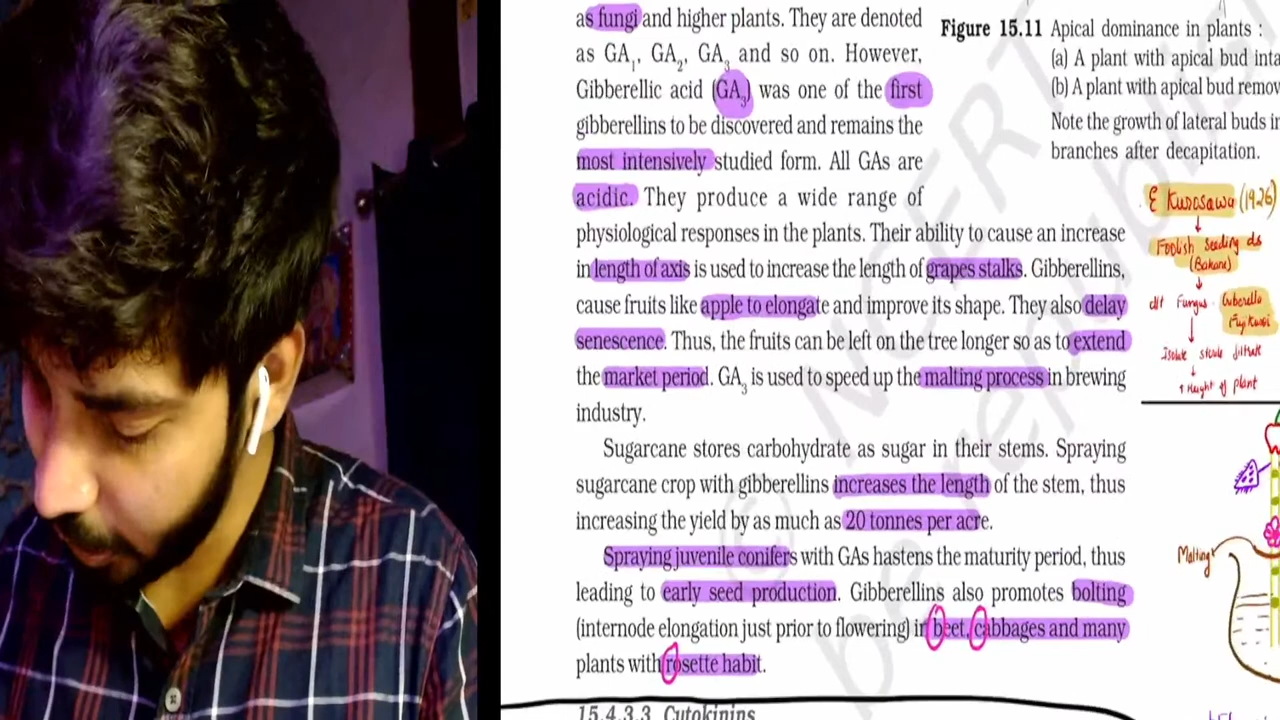 as fungi and higher plants. They are denoted
as GA1, GA2, GA3 and so on. However,
Gibberellic acid (GA3) was one of the first
gibberellins to be discovered and remains the
most intensively studied form. All GAs are
acidic. They produce a wide range of
physiological responses in the plants. Their ability to cause an increase
in length of axis is used to increase the length of grapes stalks. Gibberellins,
cause fruits like apple to elongate and improve its shape. They also delay
senescence. Thus, the fruits can be left on the tree longer so as to extend
the market period. GA3 is used to speed up the malting process in brewing
industry.
Sugarcane stores carbohydrate as sugar in their stems. Spraying
sugarcane crop with gibberellins increases the length of the stem, thus
increasing the yield by as much as 20 tonnes per acre.
Spraying juvenile conifers with GAs hastens the maturity period, thus
leading to early seed production. Gibberellins also promotes bolting
(internode elongation just prior to flowering) in beet, cabbages and many
plants with rosette habit.
15.4.3.3 Cytokinins
Figure 15.11 Apical dominance in plants :
(a) A plant with apical bud inta
(b) A plant with apical bud remov
Note the growth of lateral buds in
branches after decapitation.
E Kurosawa (1926)
Foolish Seeding ds
(Bakane)
Fungus
Height of plant
Malting
© NCERT
be republis